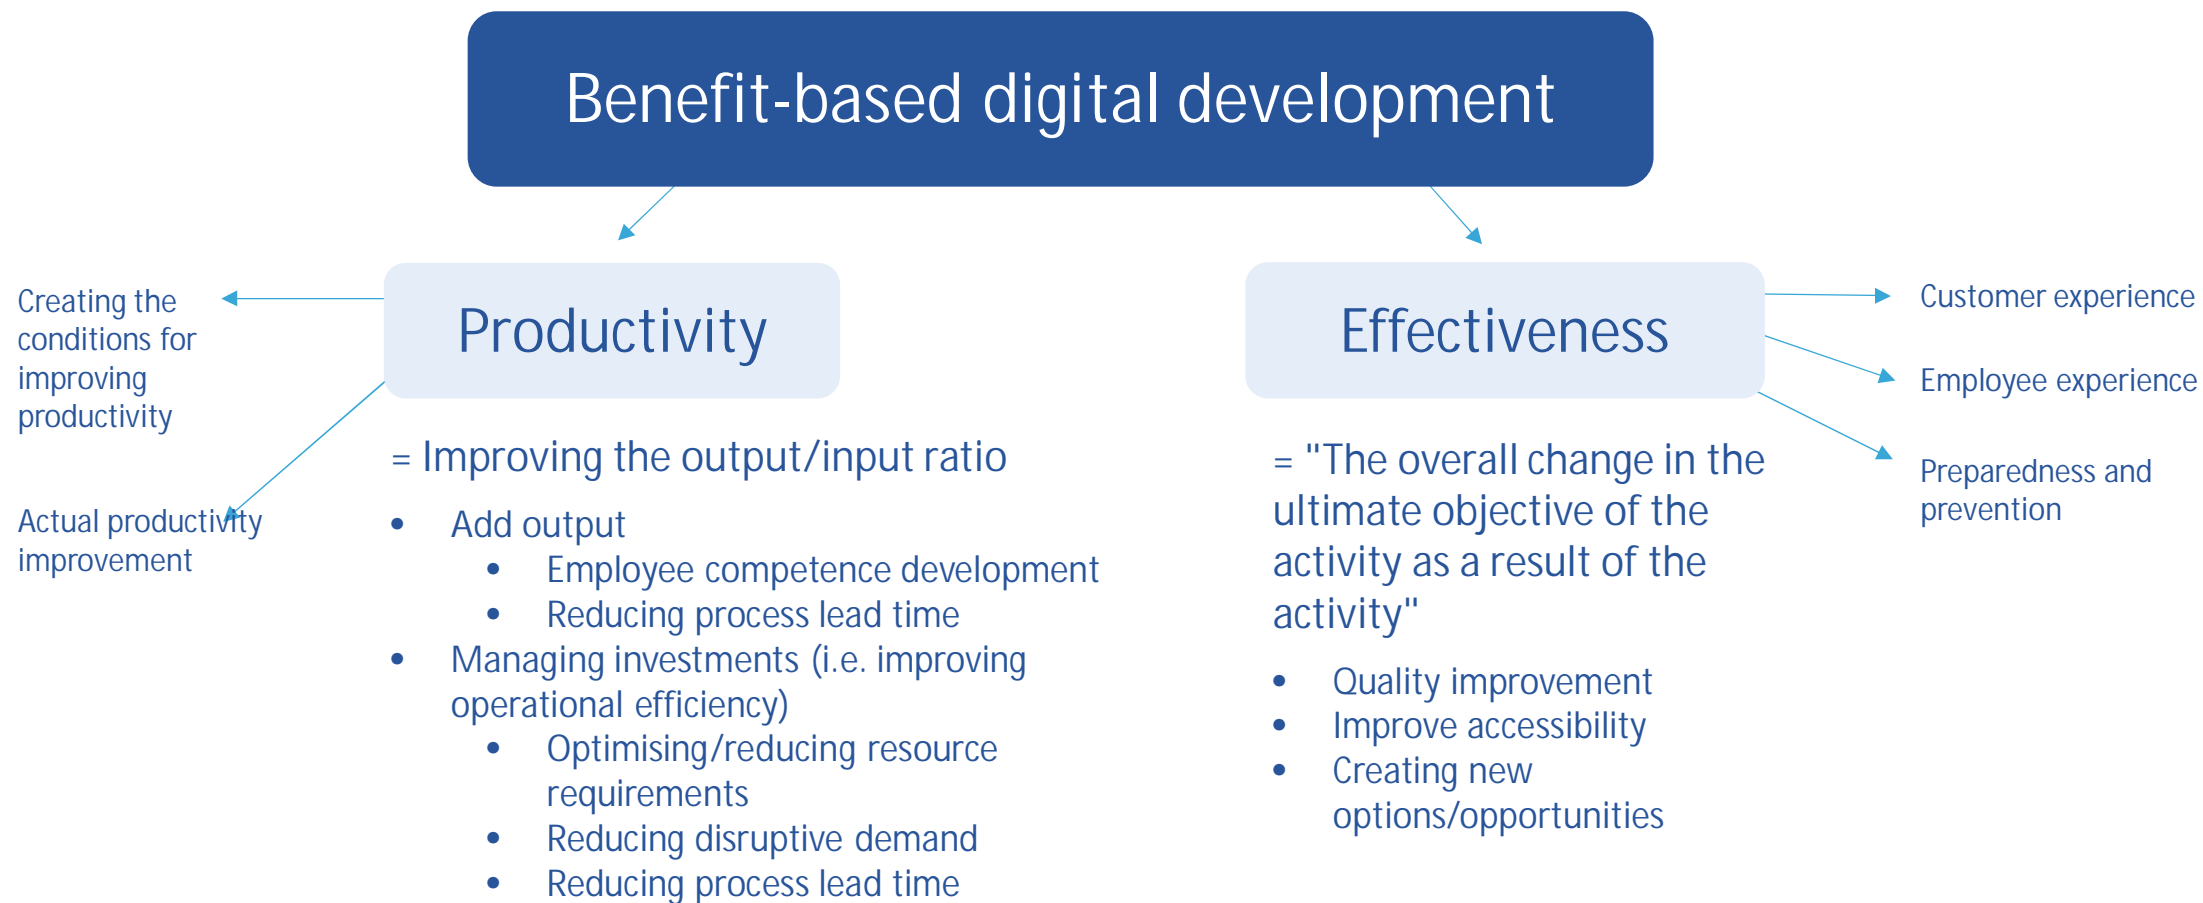 Benefit-based digital development
Productivity
Creating the
conditions for
improving
productivity
Actual productivity
improvement
= Improving the output/input ratio
• Add output
• Employee competence development
• Reducing process lead time
• Managing investments (i.e. improving
operational efficiency)
• Optimising/reducing resource
requirements
• Reducing disruptive demand
• Reducing process lead time
Effectiveness
= "The overall change in the
ultimate objective of the
activity as a result of the
activity"
• Quality improvement
• Improve accessibility
• Creating new
options/opportunities
Customer experience
Employee experience
Preparedness and
prevention